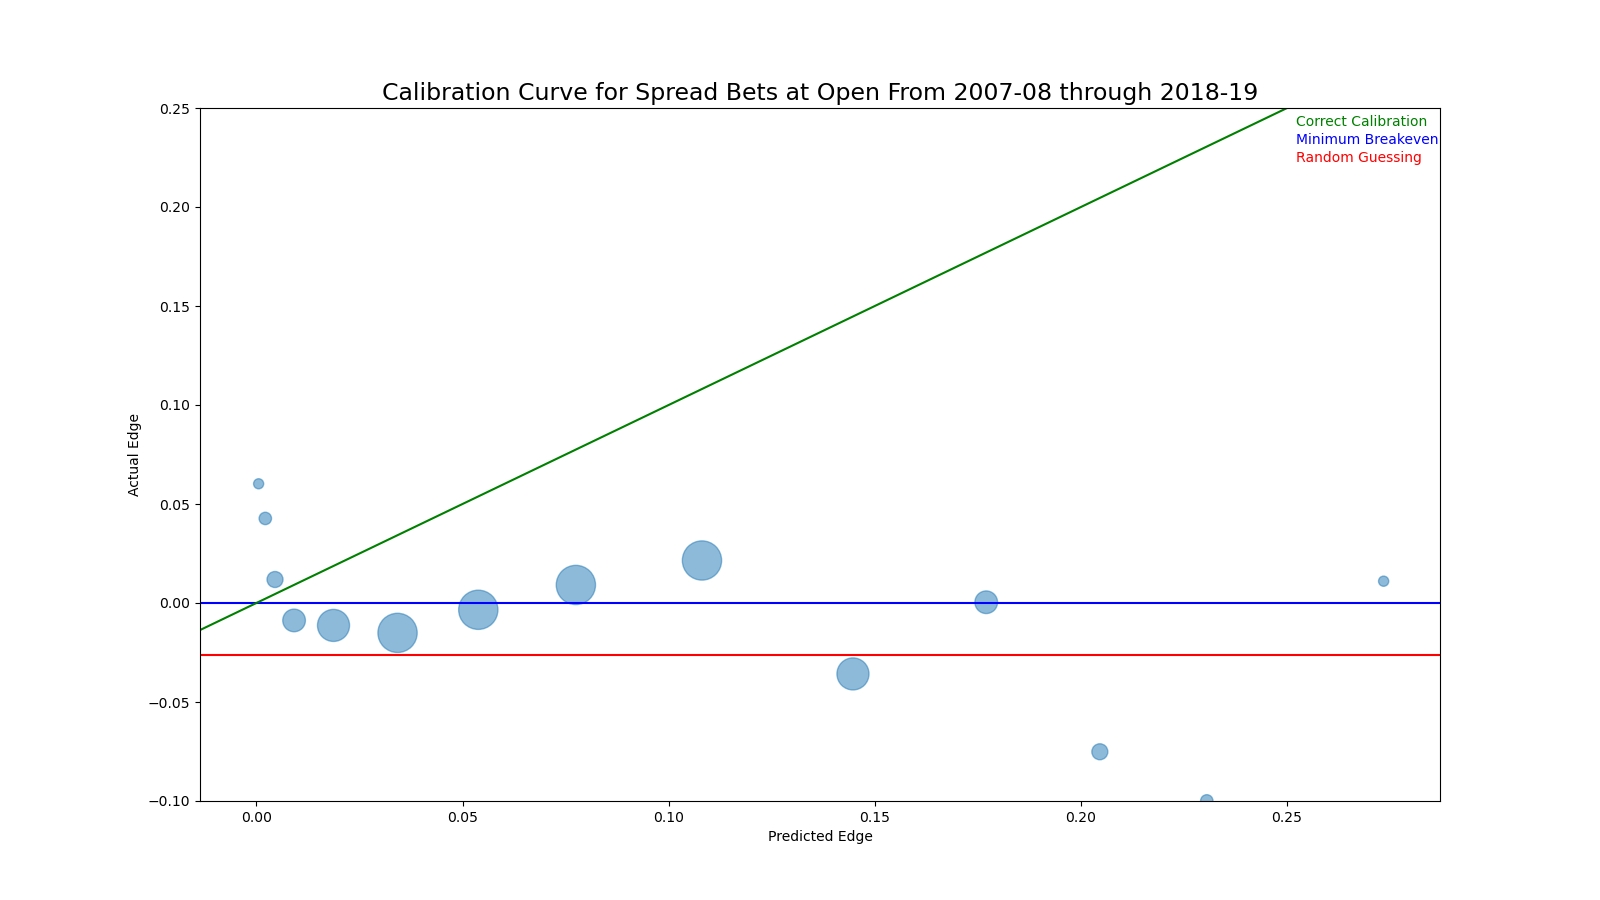 Calibration Curve for Spread Bets at Open From 2007-08 through 2018-19
Correct Calibration
Minimum Breakeven
Random Guessing
0.25
0.20
0.15
0.10
0.05
0.00
−0.05
−0.10
Actual Edge
0.00 0.05 0.10 0.15 0.20 0.25
Predicted Edge